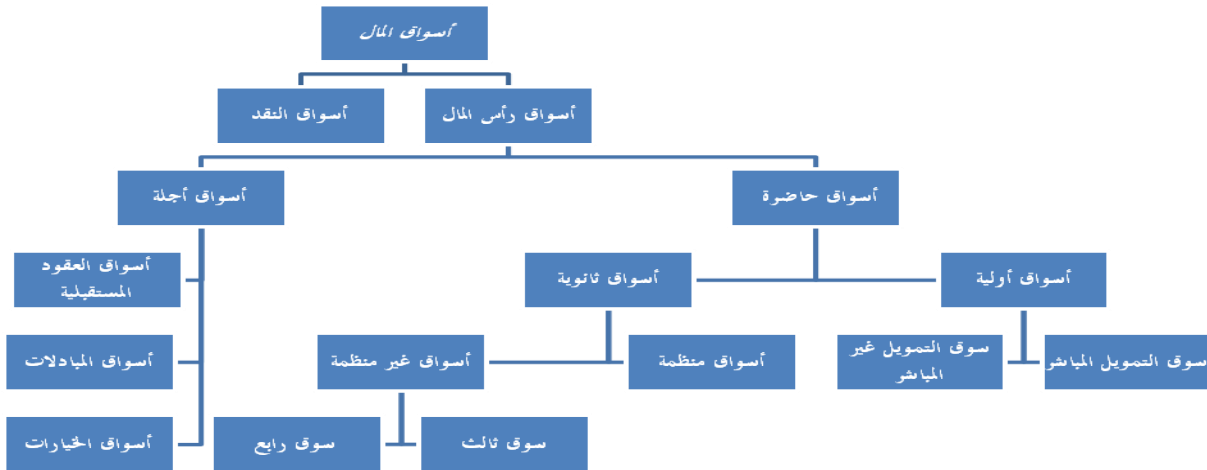 أسواق المال
أسواق رأس المال
أسواق النقد
أسواق حاضرة
أسواق أجلة
أسواق أولية
أسواق ثانوية
أسواق العقود
المستقبلية
سوق التمويل المباشر
سوق التمويل غير
المباشر
أسواق منظمة
أسواق غير منظمة
أسواق المبادلات
سوق ثالث
سوق رابع
أسواق الخيارات